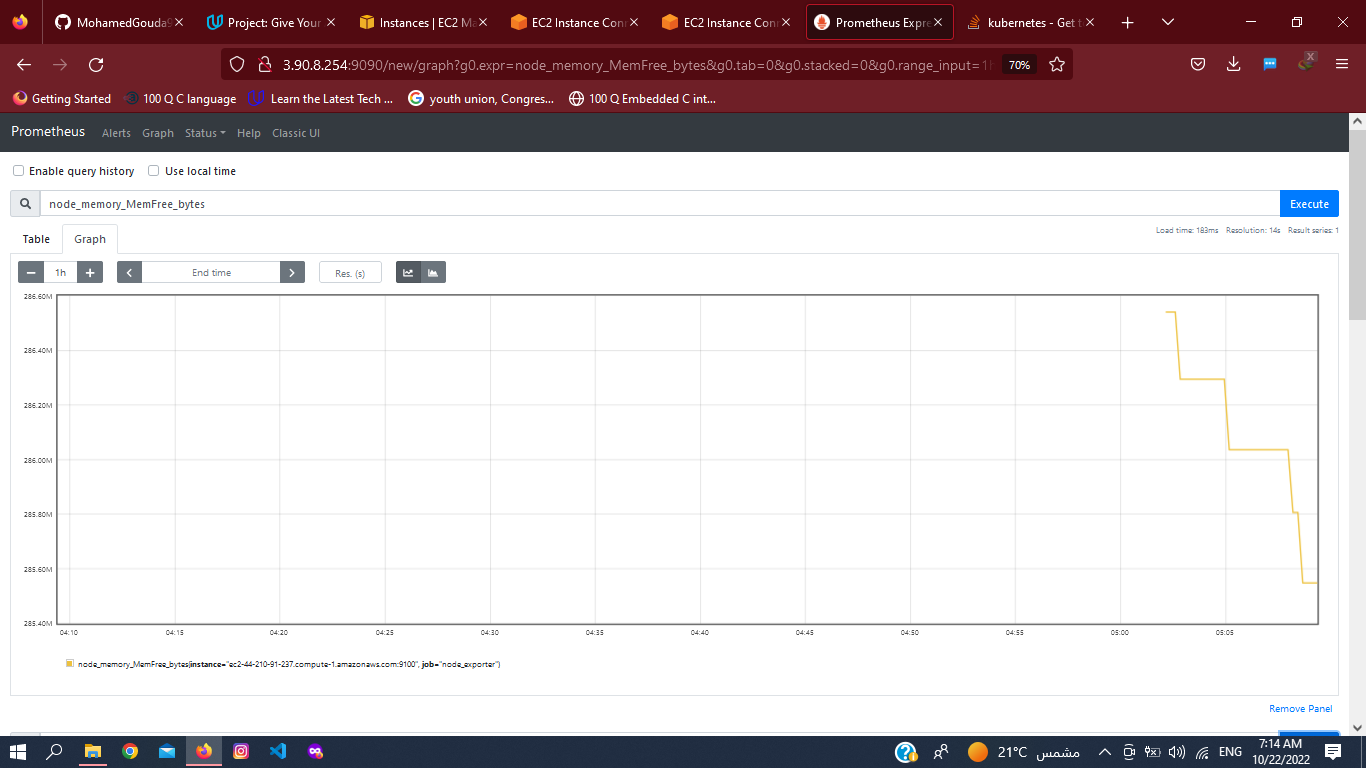 MohamedGouda9
Project: Give Your
Instances | EC2 Ma
EC2 Instance Conn
EC2 Instance Conn
Prometheus Expre
kubernetes - Get t
3.90.8.254:9090/new/graph?g0.expr=node_memory_MemFree_bytes&g0.tab=0&g0.stacked=0&g0.range_input=1h
70%
Getting Started
100 Q C language
Learn the Latest Tech ...
youth union, Congres...
100 Q Embedded C int...
Prometheus
Alerts
Graph
Status
Help
Classic UI
Enable query history
Use local time
node_memory_MemFree_bytes
Execute
Load time: 183ms
Resolution: 14s
Result series: 1
Table
Graph
1h
End time
Res. (s)
286.60M
286.40M
286.20M
286.00M
285.80M
285.60M
285.40M
04:10
04:15
04:20
04:25
04:30
04:35
04:40
04:45
04:50
04:55
05:00
05:05
node_memory_MemFree_bytes{instance="ec2-44-210-91-237.compute-1.amazonaws.com:9100", job="node_exporter"}
Remove Panel
21°C
مشمس
ENG
7:14 AM
10/22/2022